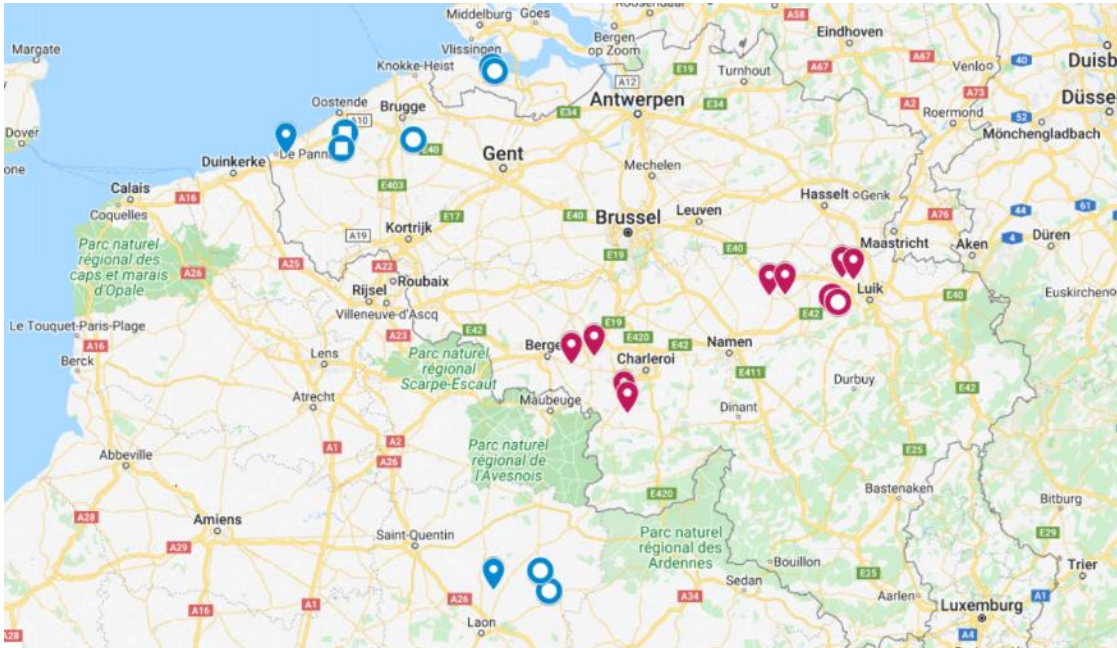 Middelburg
Goes
Roosendaal
A58
Margate
Bergen
op Zoom
Eindhoven
Vlissingen
Knokke-Heist
E19
A12
Turnhout
A67
A67
Venlo
40
Duisb
A73
Oostende
A10
Brugge
E34
Antwerpen
E34
A2
Roermond
Düsse
52
Mönchengladbach
Dover
one
De Panne
Duinkerke
E40
Gent
Mechelen
Calais
A16
Coquelles
E403
E17
E40
Brussel
Leuven
Hasselt
Genk
A76
44
61
4
Düren
Parc naturel
régional des
caps et marais
d'Opale
A26
A19
Kortrijk
A25
A22
Roubaix
Rijsel
Villeneuve-d'Ascq
A23
E19
E40
Maastricht
Aken
Luik
E42
E40
Euskirchen
Le Touquet-Paris-Plage
A16
Berck
Lens
E42
E19
E420
E42
Namen
Charleroi
Parc naturel
régional
Scarpe-Escaut
E411
Durbuy
E42
Atrecht
A1
A2
A26
Maubeuge
Dinant
Parc naturel
régional de
l'Avesnois
E25
Abbeville
E420
Bastenaken
Bitburg
A28
Amiens
A29
Saint-Quentin
Parc naturel
régional des
Ardennes
Bouillon
E25
E29
Trier
A16
A1
A26
Laon
A34
Sedan
Aarlen
Luxemburg
A1
A4
A28